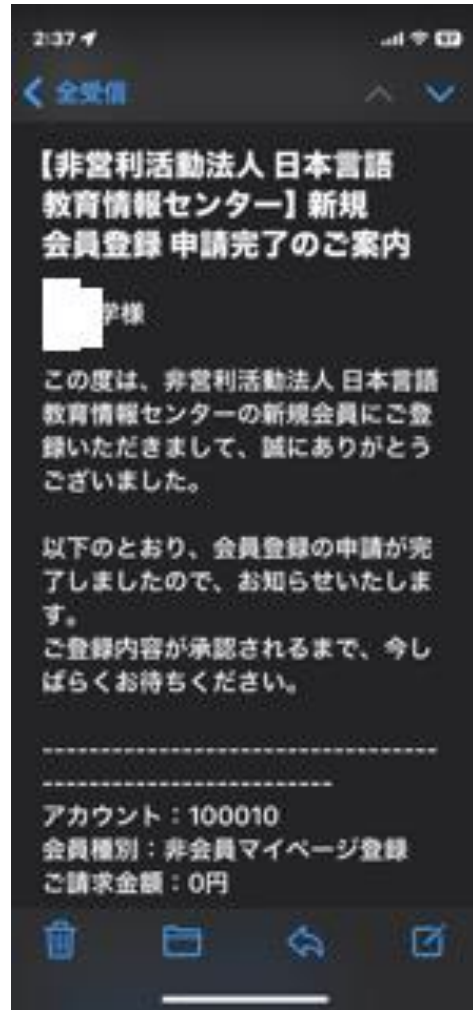 2:37
全受信
【非営利活動法人 日本言語
教育情報センター】新規
会員登録 申請完了のご案内
学様
この度は、非営利活動法人 日本言語
教育情報センターの新規会員にご登
録いただきまして、誠にありがとう
ございました。
以下のとおり、会員登録の申請が完
了しましたので、お知らせいたしま
す。
ご登録内容が承認されるまで、今し
ばらくお待ちください。
----------------------------------
-------------------------
アカウント：100010
会員種別：非会員マイページ登録
ご請求金額：0円